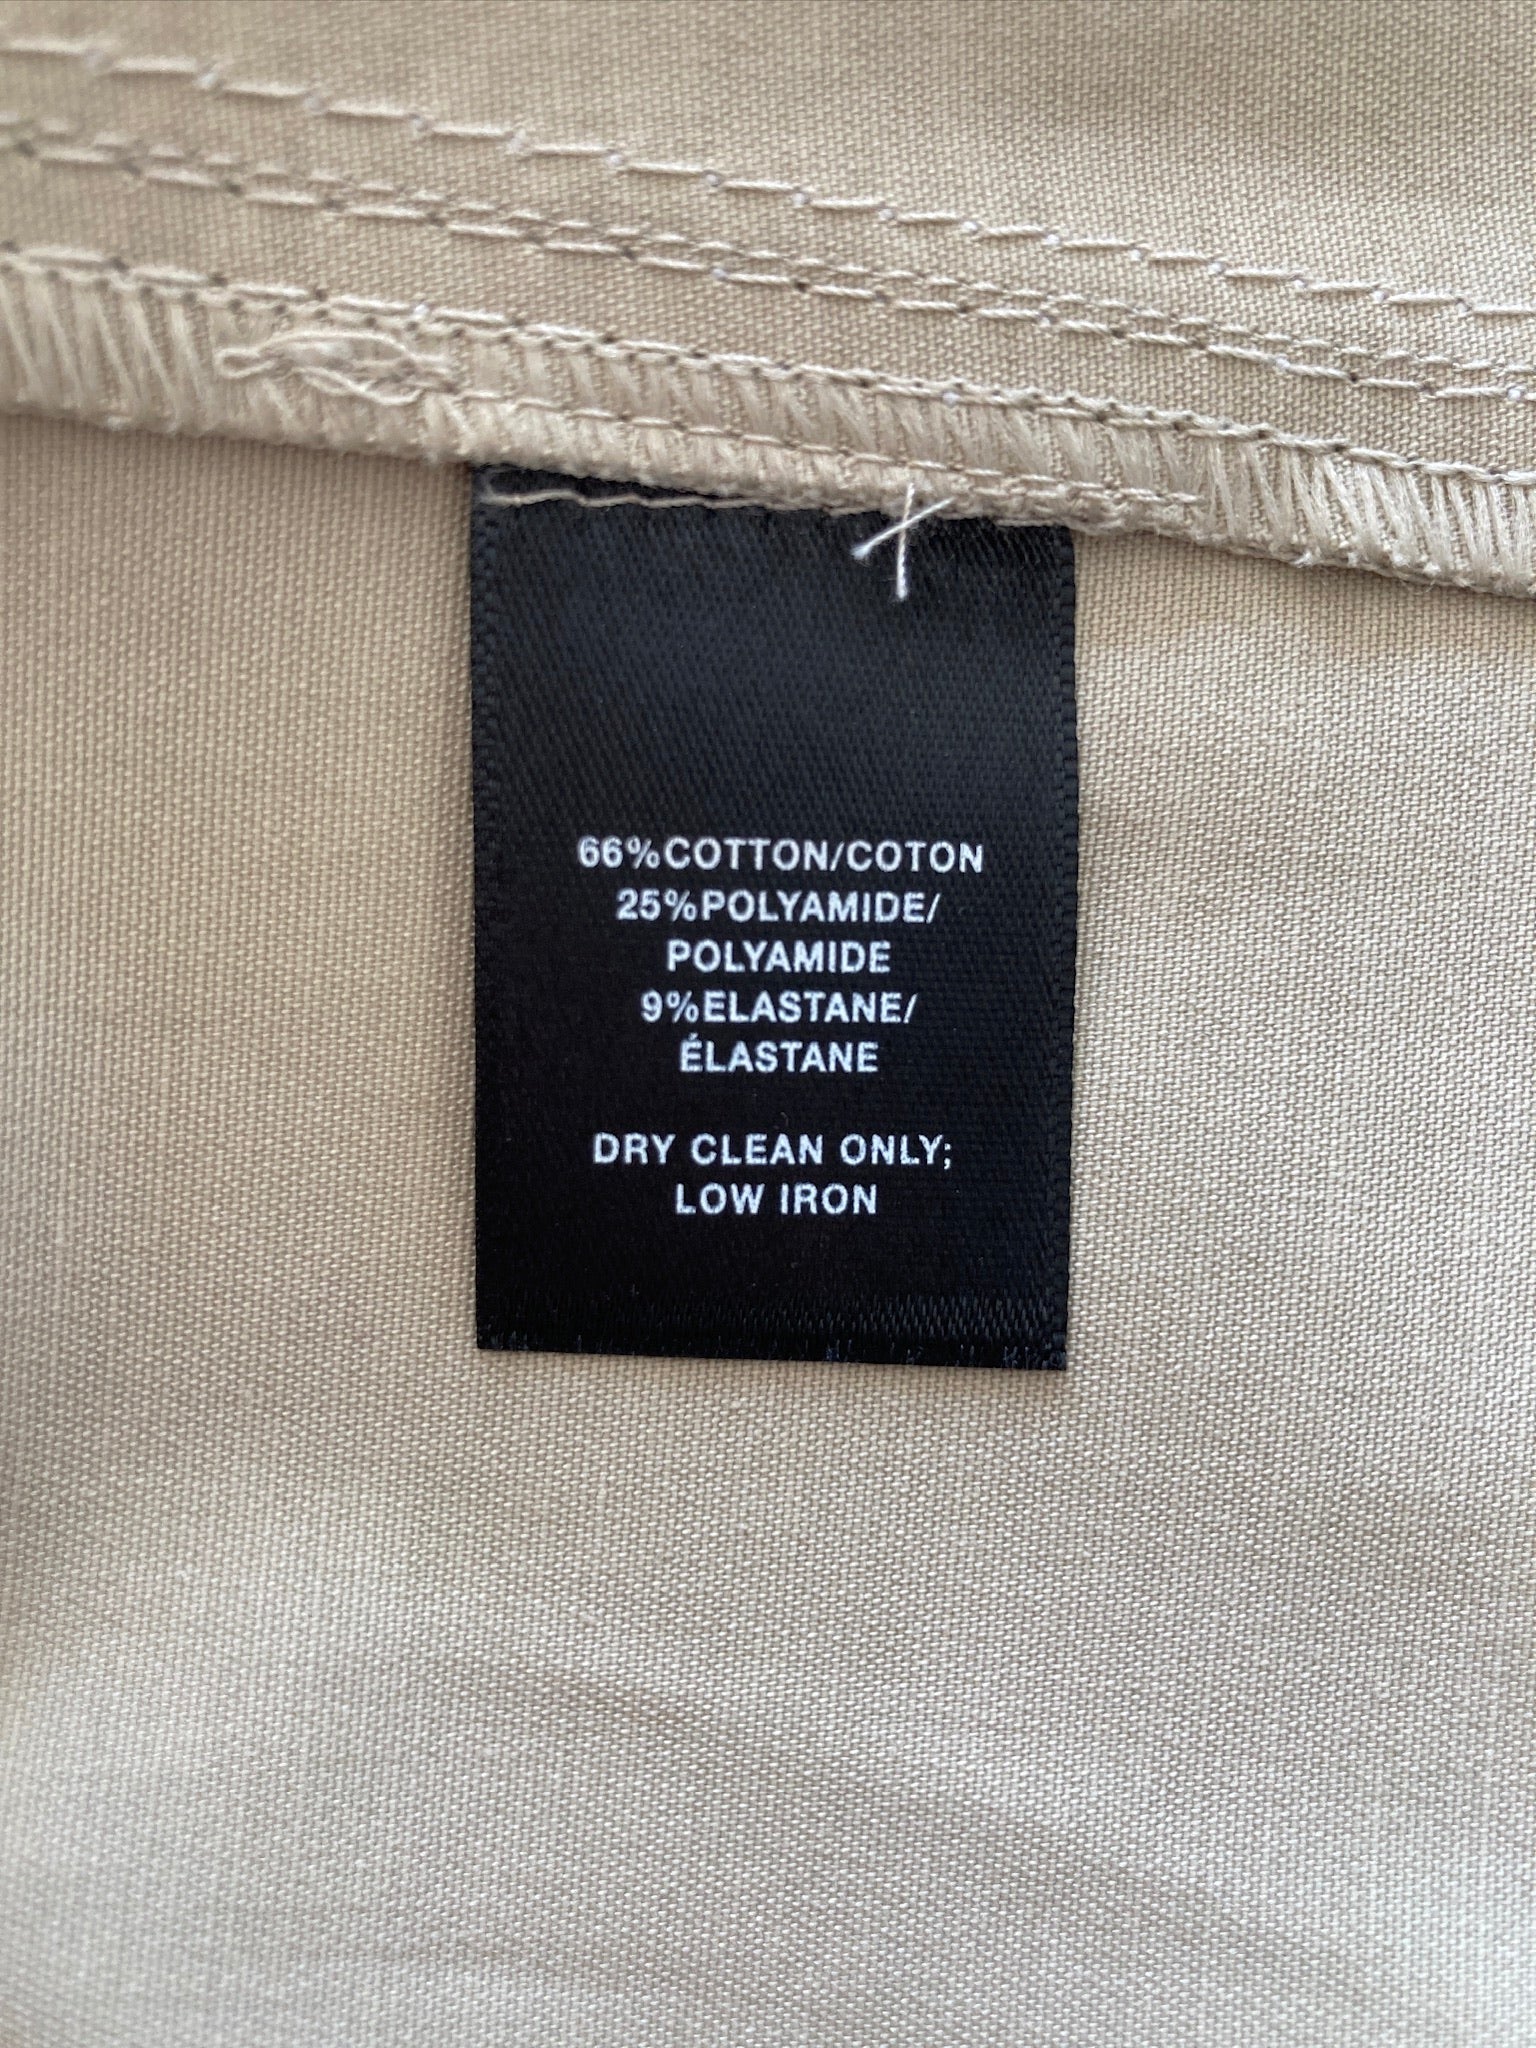 66%COTTON/COTON
25%POLYAMIDE/
POLYAMIDE
9%ELASTANE/
ÉLASTANE
DRY CLEAN ONLY;
LOW IRON